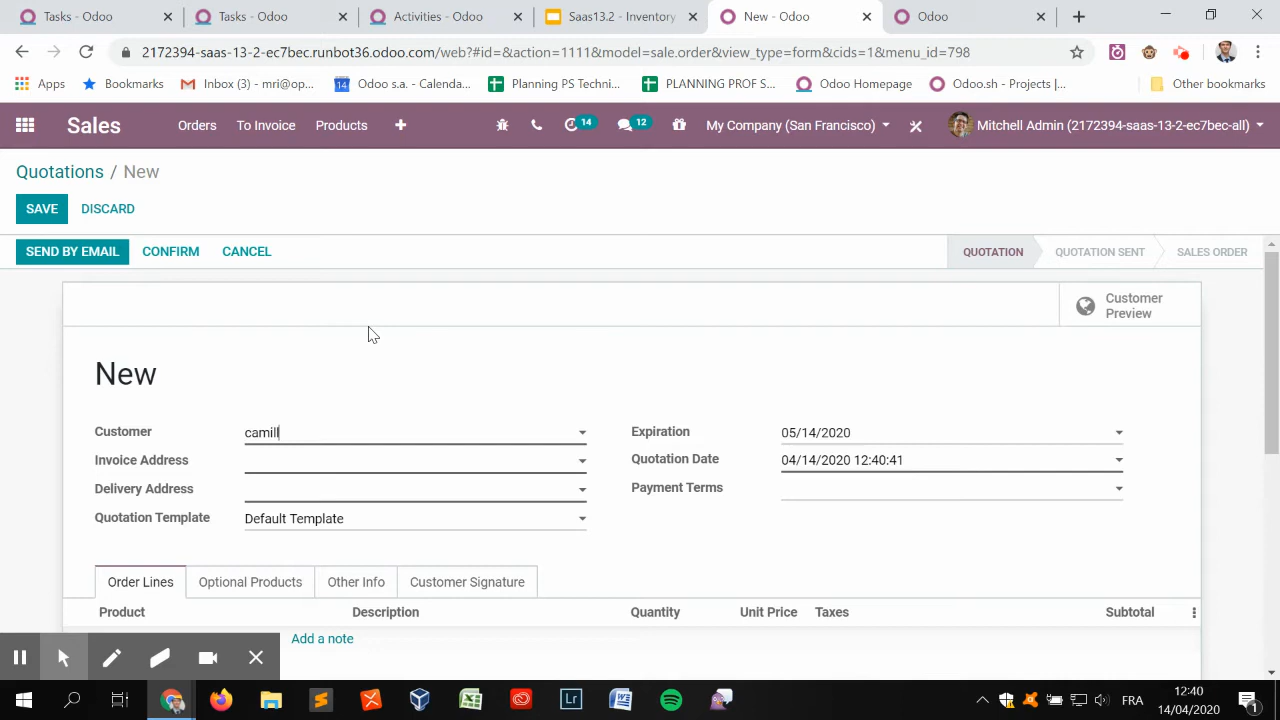 Tasks - Odoo
Tasks - Odoo
Activities - Odoo
Saas13.2 - Inventory
New - Odoo
Odoo
2172394-saas-13-2-ec7bec.runbot36.odoo.com/web?#id=&action=1111&model=sale.order&view_type=form&cids=1&menu_id=798
Apps
Bookmarks
Inbox (3) - mri@op...
Odoo s.a. - Calenda...
Planning PS Technic...
PLANNING PROF S...
Odoo Homepage
Odoo.sh - Projects |...
Other bookmarks
Sales
Orders
To Invoice
Products
14
12
My Company (San Francisco)
Mitchell Admin (2172394-saas-13-2-ec7bec-all)
Quotations / New
SAVE
DISCARD
SEND BY EMAIL
CONFIRM
CANCEL
QUOTATION
QUOTATION SENT
SALES ORDER
Customer
Preview
New
Customer
camill
Invoice Address
Delivery Address
Quotation Template
Default Template
Expiration
05/14/2020
Quotation Date
04/14/2020 12:40:41
Payment Terms
Order Lines
Optional Products
Other Info
Customer Signature
Product
Description
Quantity
Unit Price
Taxes
Subtotal
Add a note
FRA
12:40
14/04/2020
1